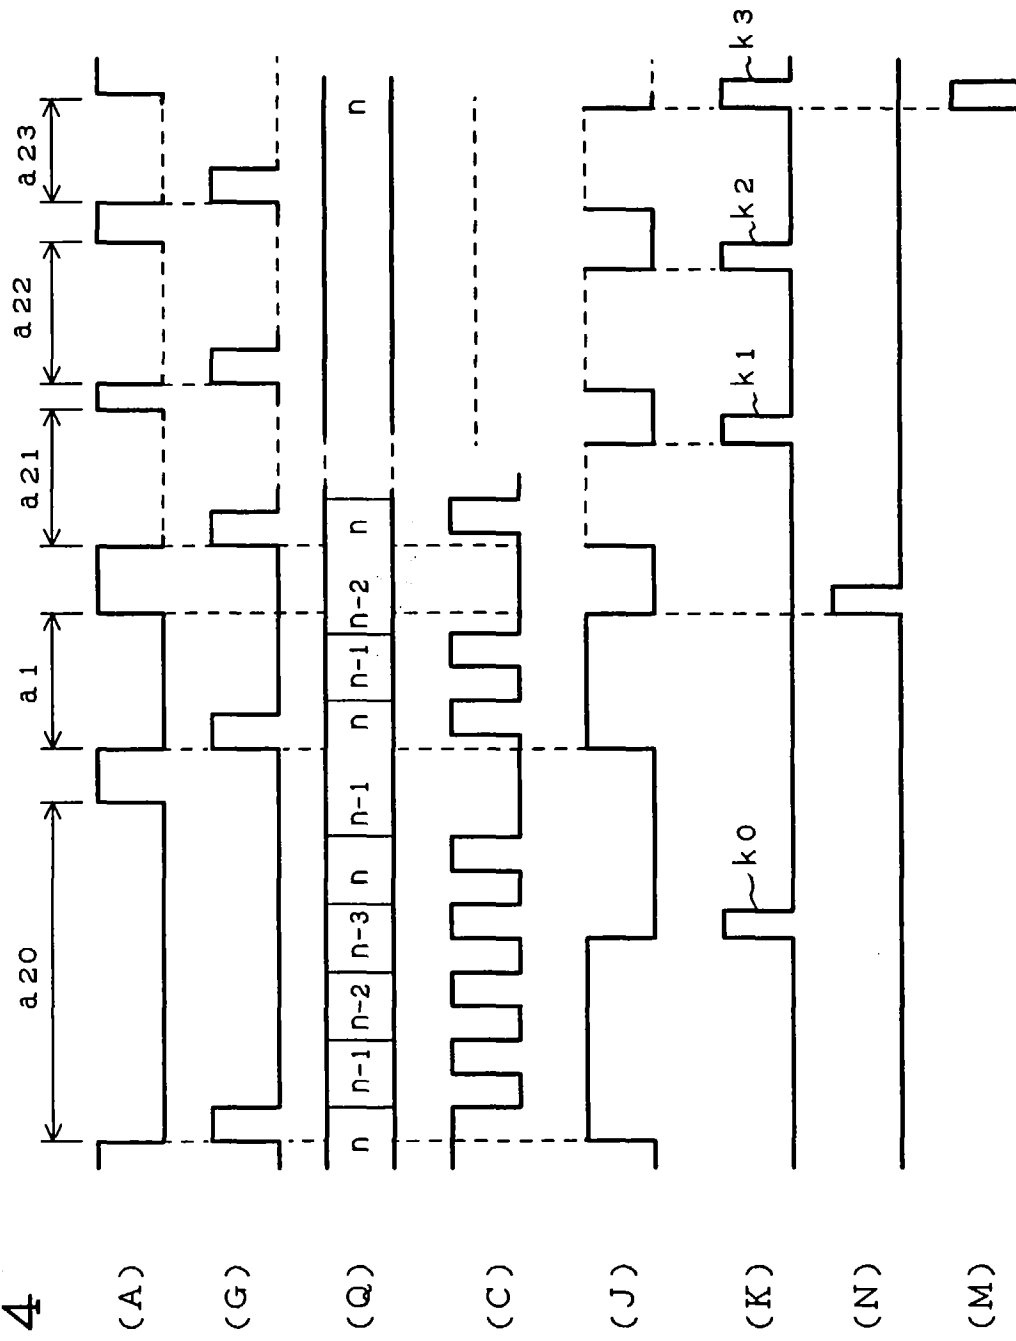 4
a20 a1 a21 a22 a23
(A)
(G)
(Q) n n-1 n-2 n-3 n n-1 n n-1 n-2 n n
(C)
(J)
(K) k0 k1 k2 k3
(N)
(M)